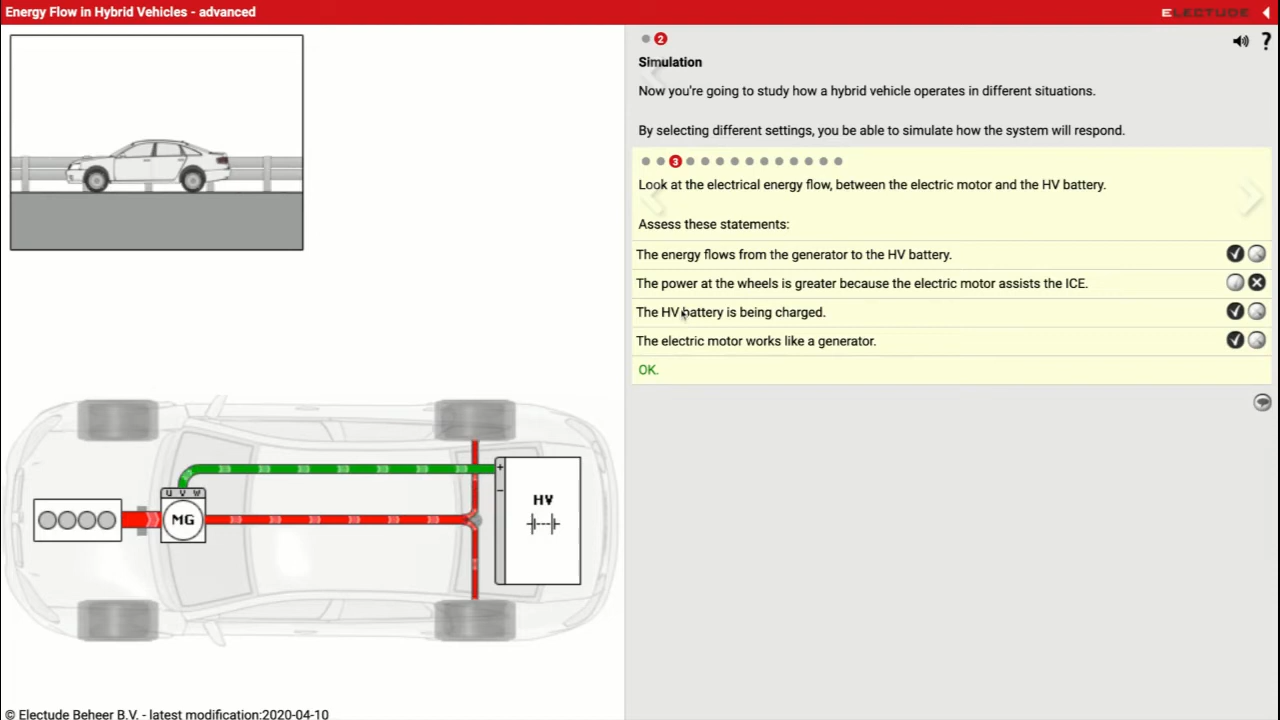 Energy Flow in Hybrid Vehicles - advanced
ELECTUDE
2
?
Simulation
Now you're going to study how a hybrid vehicle operates in different situations.
By selecting different settings, you be able to simulate how the system will respond.
3
Look at the electrical energy flow, between the electric motor and the HV battery.
Assess these statements:
The energy flows from the generator to the HV battery.
The power at the wheels is greater because the electric motor assists the ICE.
The HV battery is being charged.
The electric motor works like a generator.
OK.
U V W
MG
+
-
HV
© Electude Beheer B.V. - latest modification:2020-04-10